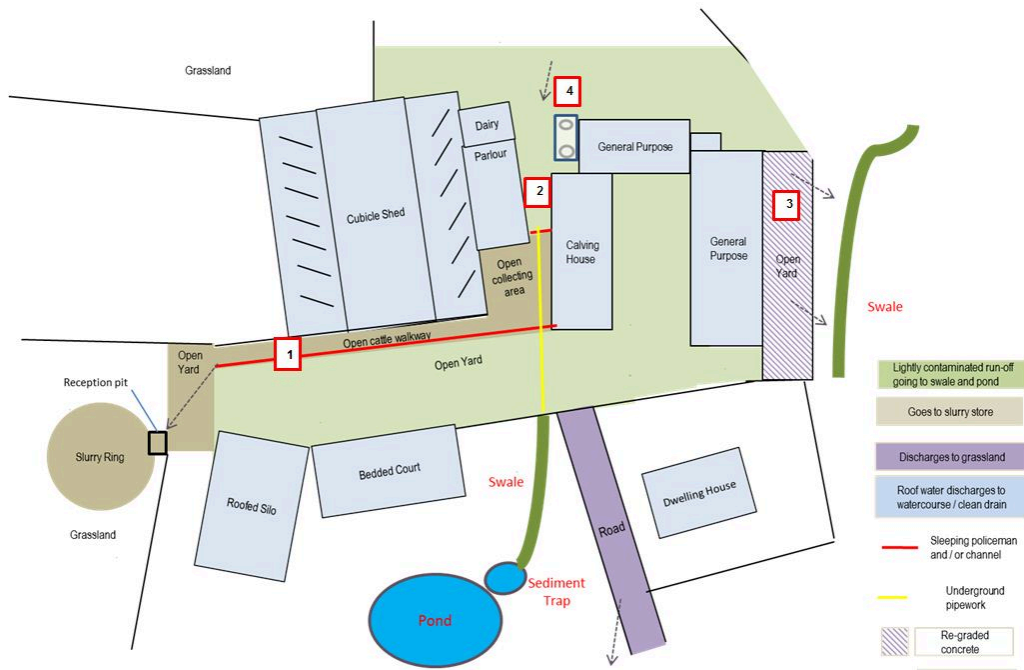 Grassland
4
Dairy
Parlour
General Purpose
2
3
Cubicle Shed
Calving
House
General
Purpose
Open
Yard
Open
collecting
area
Swale
Open cattle walkway
1
Open
Yard
Open Yard
Reception pit
Slurry Ring
Grassland
Roofed Silo
Bedded Court
Swale
Dwelling House
Road
Sediment
Trap
Pond
Lightly contaminated run-off
going to swale and pond
Goes to slurry store
Discharges to grassland
Roof water discharges to
watercourse / clean drain
Sleeping policeman
and / or channel
Underground
pipework
Re-graded
concrete